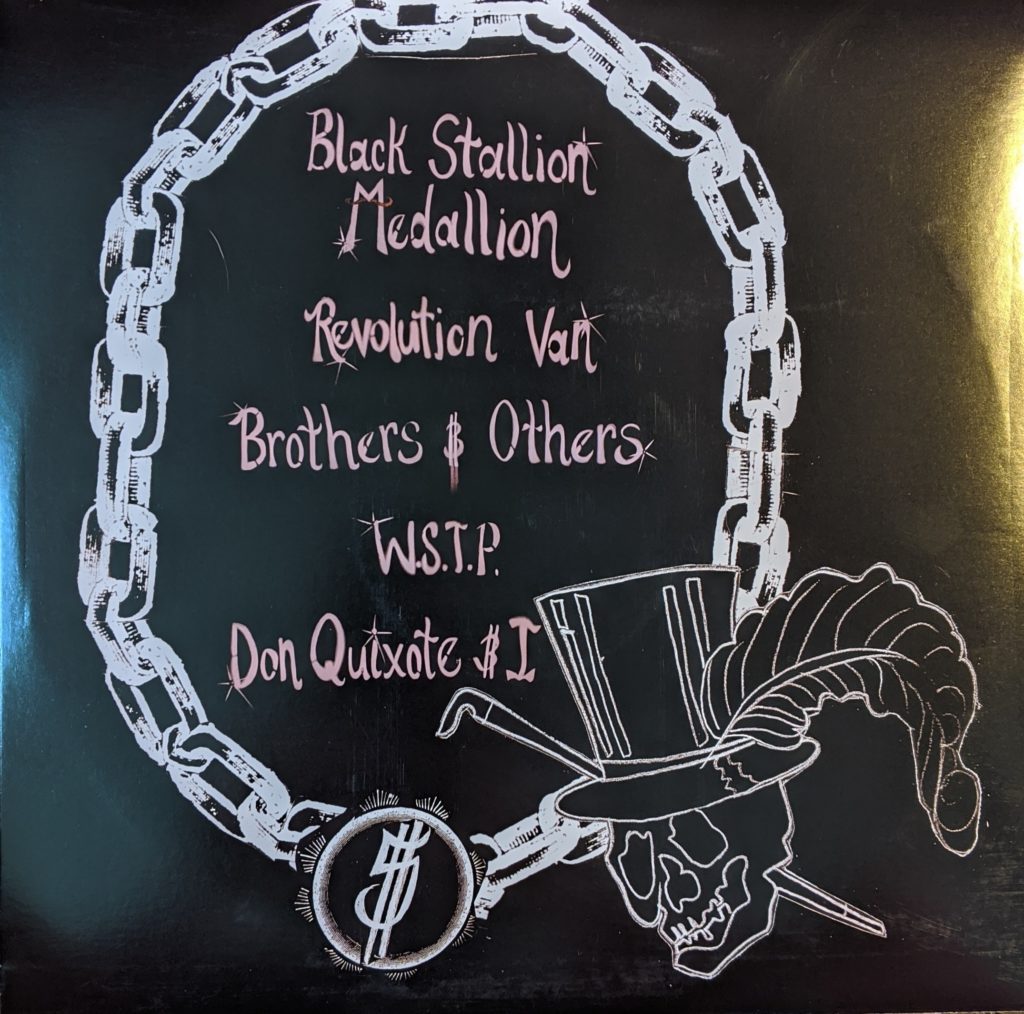 Black Stallion
Medallion
Revolution Van
Brothers $ Others
W.S.T.P.
Don Quixote $ I
$